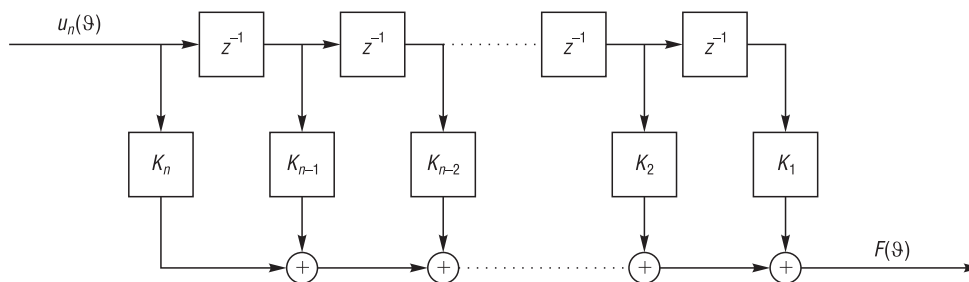 uₙ(ϑ)
z⁻¹ z⁻¹ z⁻¹ z⁻¹
Kₙ Kₙ₋₁ Kₙ₋₂ K₂ K₁
+ + + +
F(ϑ)